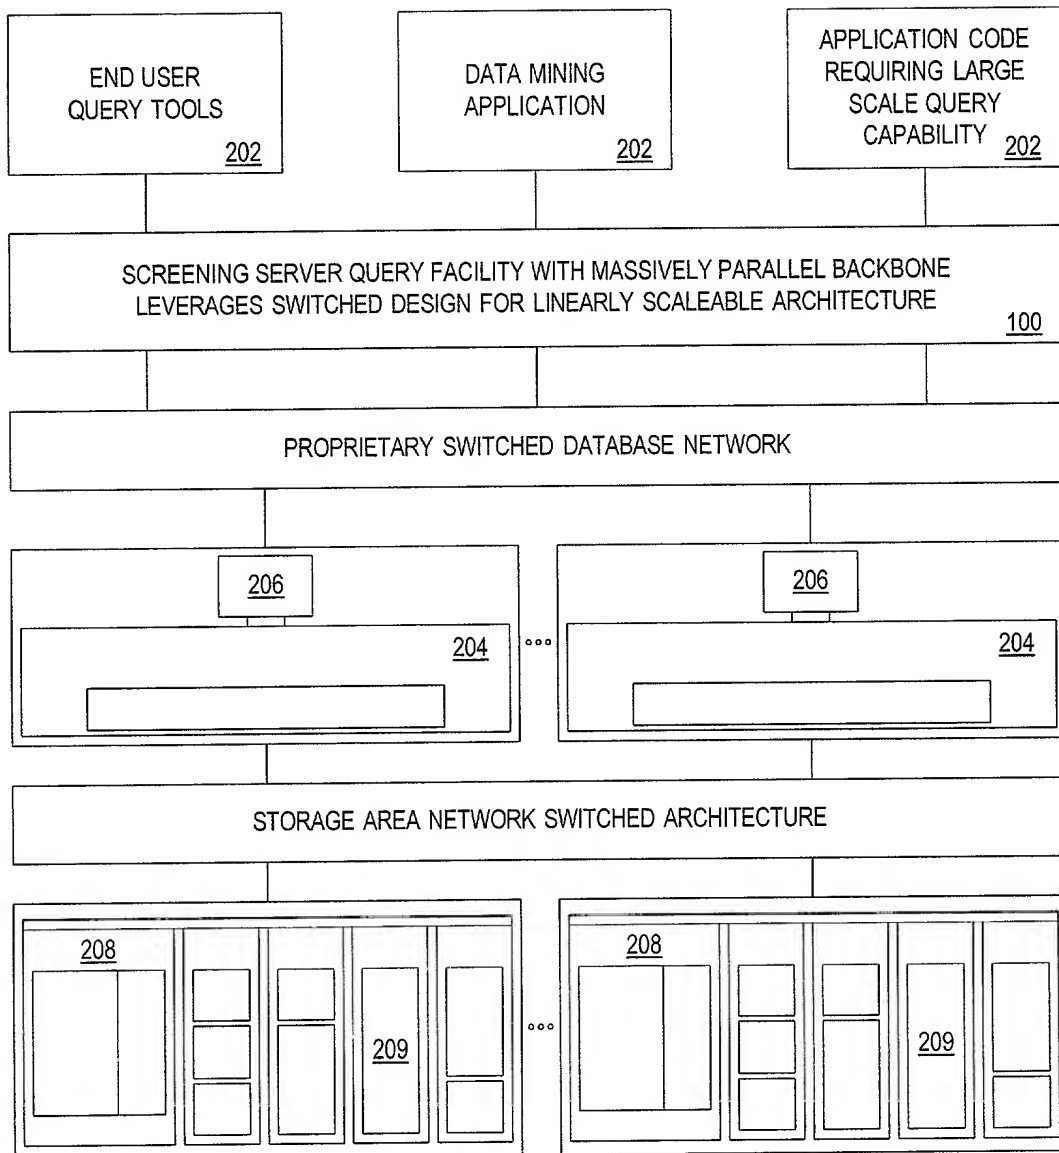 END USER
QUERY TOOLS
202
DATA MINING
APPLICATION
202
APPLICATION CODE
REQUIRING LARGE
SCALE QUERY
CAPABILITY
202
SCREENING SERVER QUERY FACILITY WITH MASSIVELY PARALLEL BACKBONE
LEVERAGES SWITCHED DESIGN FOR LINEARLY SCALEABLE ARCHITECTURE
100
PROPRIETARY SWITCHED DATABASE NETWORK
206
204
206
204
STORAGE AREA NETWORK SWITCHED ARCHITECTURE
208
209
208
209